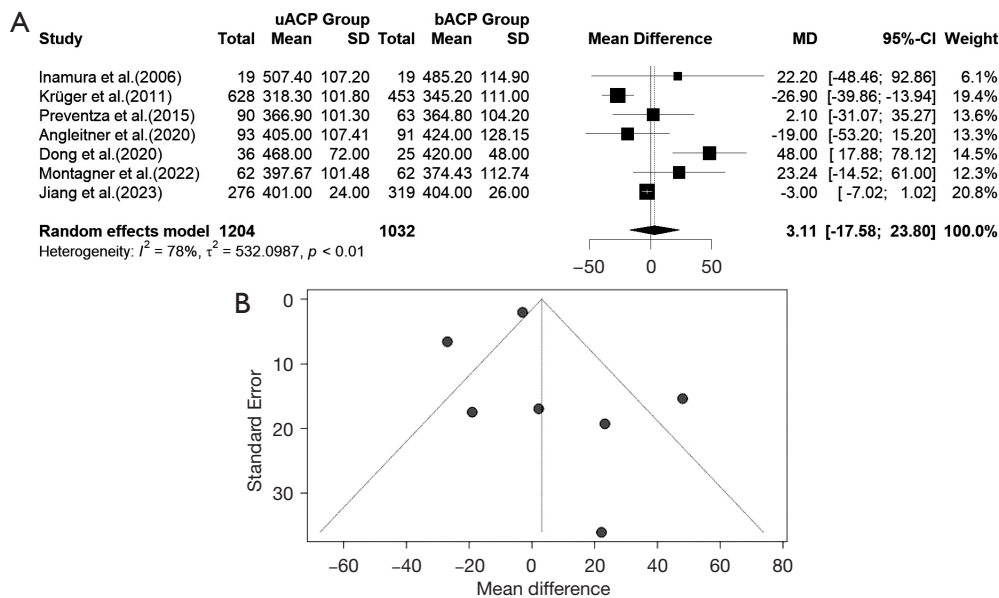 A
uACP Group bACP Group
Study Total Mean SD Total Mean SD Mean Difference MD 95%-CI Weight
Inamura et al.(2006) 19 507.40 107.20 19 485.20 114.90 22.20 [-48.46; 92.86] 6.1%
Krüger et al.(2011) 628 318.30 101.80 453 345.20 111.00 -26.90 [-39.86; -13.94] 19.4%
Preventza et al.(2015) 90 366.90 101.30 63 364.80 104.20 2.10 [-31.07; 35.27] 13.6%
Angleitner et al.(2020) 93 405.00 107.41 91 424.00 128.15 -19.00 [-53.20; 15.20] 13.3%
Dong et al.(2020) 36 468.00 72.00 25 420.00 48.00 48.00 [ 17.88; 78.12] 14.5%
Montagner et al.(2022) 62 397.67 101.48 62 374.43 112.74 23.24 [-14.52; 61.00] 12.3%
Jiang et al.(2023) 276 401.00 24.00 319 404.00 26.00 -3.00 [ -7.02; 1.02] 20.8%
Random effects model 1204 1032 3.11 [-17.58; 23.80] 100.0%
Heterogeneity: I² = 78%, τ² = 532.0987, p < 0.01
−50 0 50
B
Standard Error
0
10
20
30
−60 −40 −20 0 20 40 60 80
Mean difference